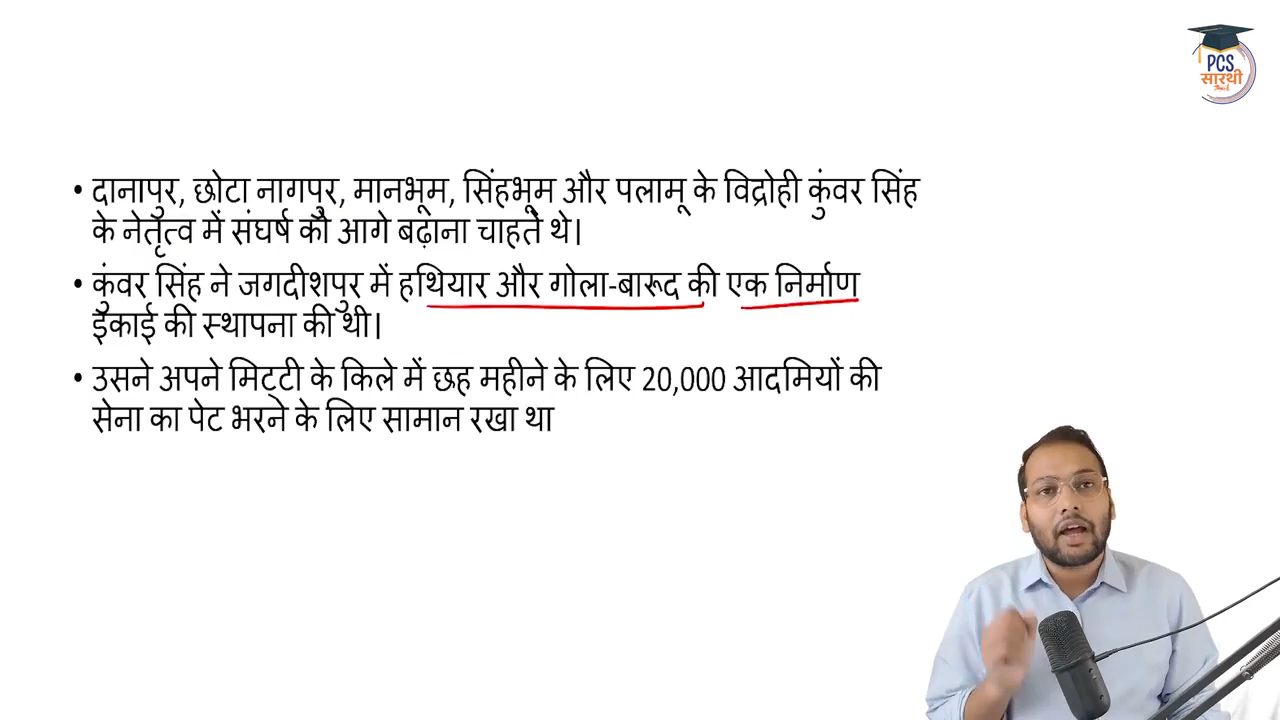 PCS
सारथी
• दानापुर, छोटा नागपुर, मानभूम, सिंहभूम और पलामू के विद्रोही कुंवर सिंह
के नेतृत्व में संघर्ष को आगे बढ़ाना चाहते थे।
• कुंवर सिंह ने जगदीशपुर में हथियार और गोला-बारूद की एक निर्माण
इकाई की स्थापना की थी।
• उसने अपने मिट्टी के किले में छह महीने के लिए 20,000 आदमियों की
सेना का पेट भरने के लिए सामान रखा था